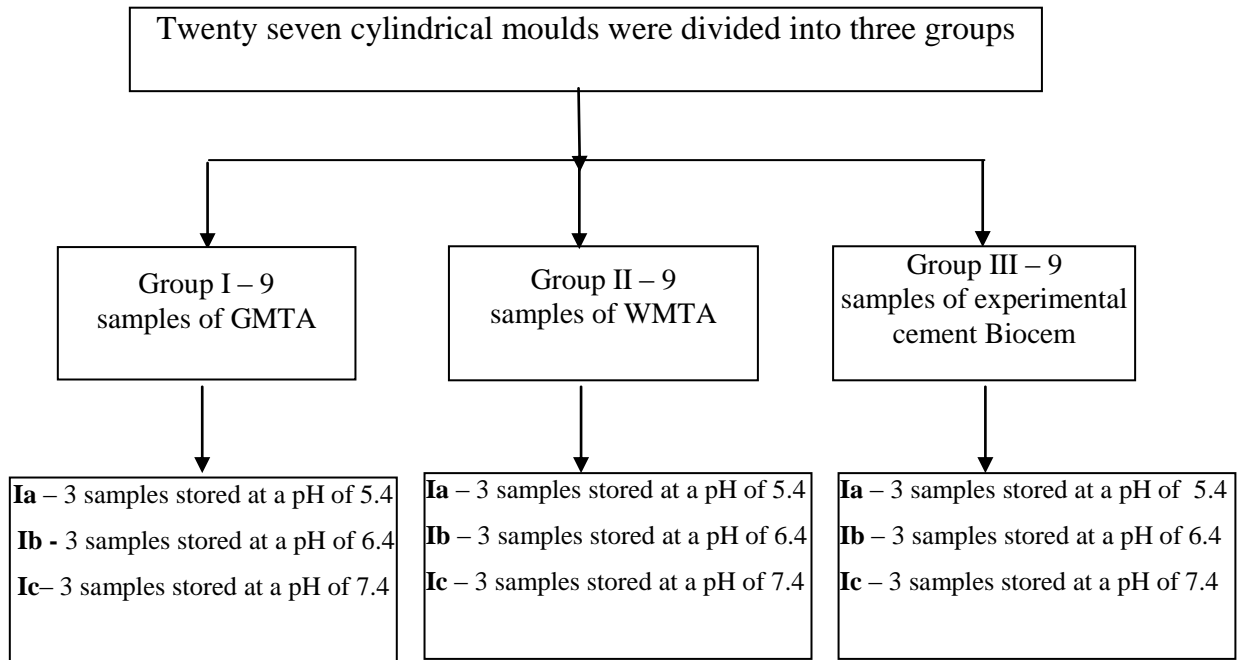 Twenty seven cylindrical moulds were divided into three groups
Group I – 9
samples of GMTA
Group II – 9
samples of WMTA
Group III – 9
samples of experimental
cement Biocem
Ia – 3 samples stored at a pH of 5.4
Ib - 3 samples stored at a pH of 6.4
Ic– 3 samples stored at a pH of 7.4
Ia – 3 samples stored at a pH of 5.4
Ib – 3 samples stored at a pH of 6.4
Ic – 3 samples stored at a pH of 7.4
Ia – 3 samples stored at a pH of  5.4
Ib – 3 samples stored at a pH of 6.4
Ic – 3 samples stored at a pH of 7.4